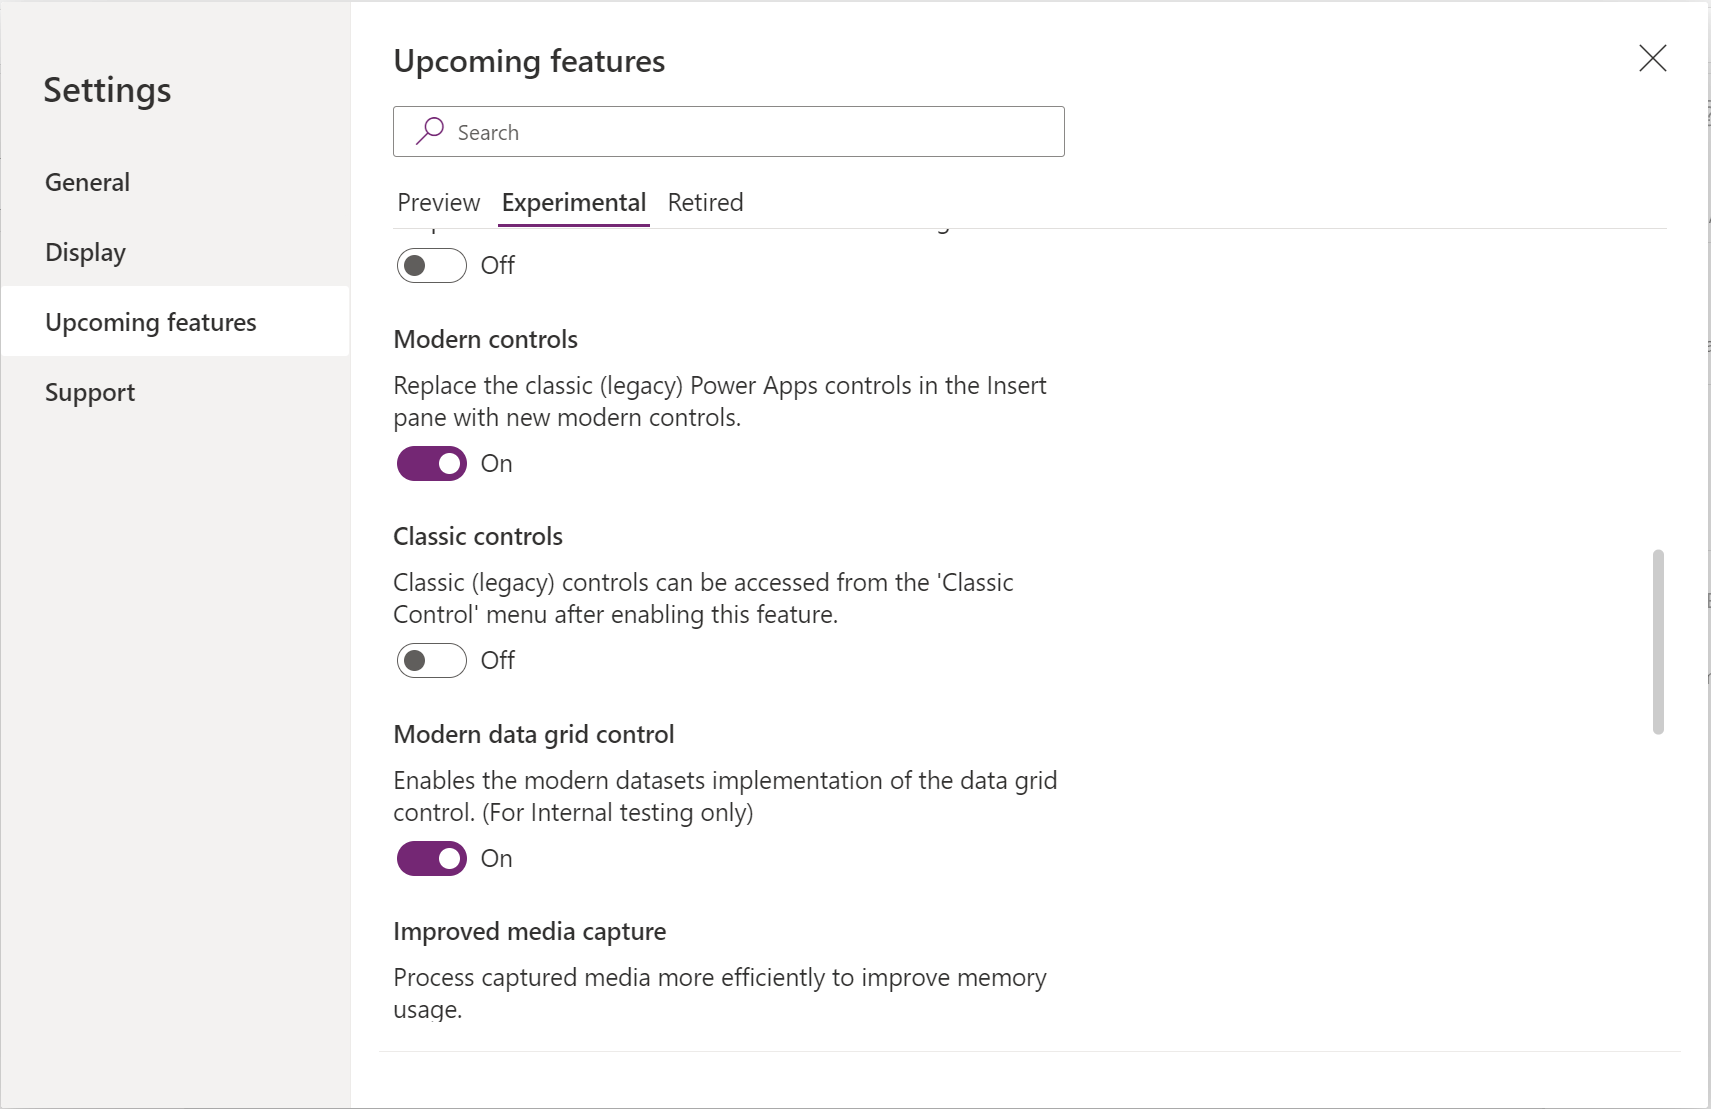 Settings
General
Display
Upcoming features
Support
Upcoming features
Search
Preview
Experimental
Retired
Off
Modern controls
Replace the classic (legacy) Power Apps controls in the Insert
pane with new modern controls.
On
Classic controls
Classic (legacy) controls can be accessed from the 'Classic
Control' menu after enabling this feature.
Off
Modern data grid control
Enables the modern datasets implementation of the data grid
control. (For Internal testing only)
On
Improved media capture
Process captured media more efficiently to improve memory
usage.